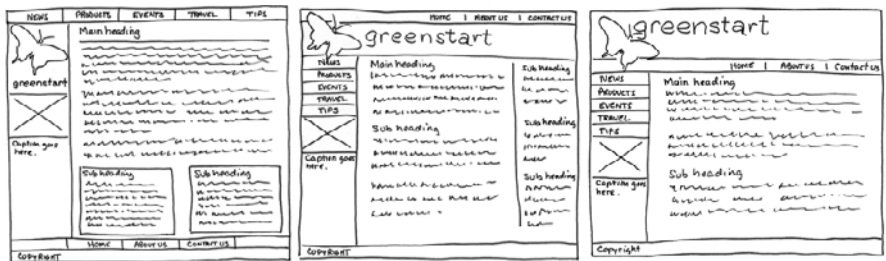 NEWS PRODUCTS EVENTS TRAVEL TIPS
Main heading
greenstart
Caption goes
here.
Sub heading Sub heading
HOME ABOUT US CONTACT US
COPYRIGHT
HOME | ABOUT US | CONTACT US
greenstart
NEWS
PRODUCTS
EVENTS
TRAVEL
TIPS
Caption goes
here.
Main heading
Sub heading
Sub heading
Sub heading
Sub heading
COPYRIGHT
greenstart
HOME | ABOUT US | Contact us
NEWS
PRODUCTS
EVENTS
TRAVEL
TIPS
Caption goes
here.
Main heading
Sub heading
Copyright